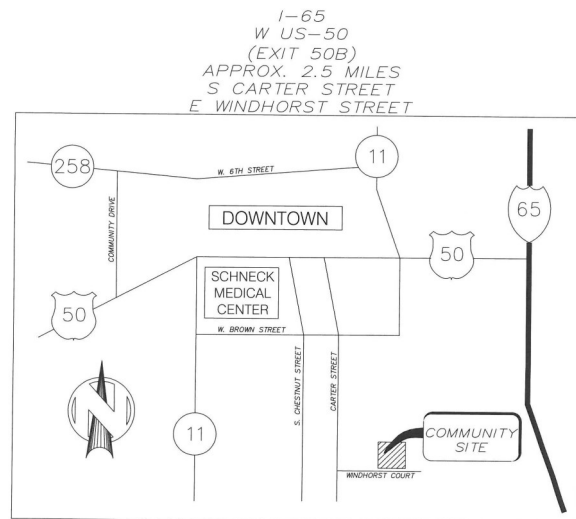 I-65
W US-50
(EXIT 50B)
APPROX. 2.5 MILES
S CARTER STREET
E WINDHORST STREET
258
W. 6TH STREET
11
COMMUNITY DRIVE
DOWNTOWN
65
50
50
SCHNECK
MEDICAL
CENTER
W. BROWN STREET
S. CHESTNUT STREET
CARTER STREET
N
11
COMMUNITY
SITE
WINDHORST COURT